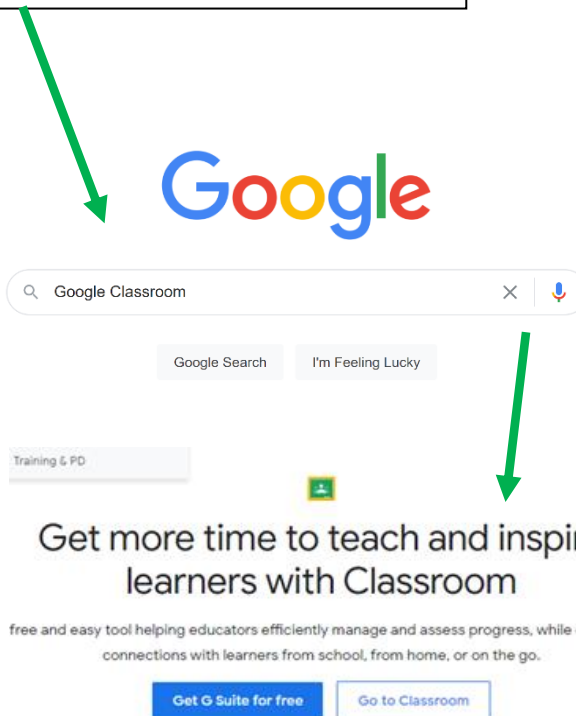 Google
Google Classroom
Google Search I'm Feeling Lucky
Training & PD
Get more time to teach and
learners with Classroom
free and easy tool helping educators efficiently manage and assess progress, while
connections with learners from school, from home, or on the go.
Get G Suite for free Go to Classroom